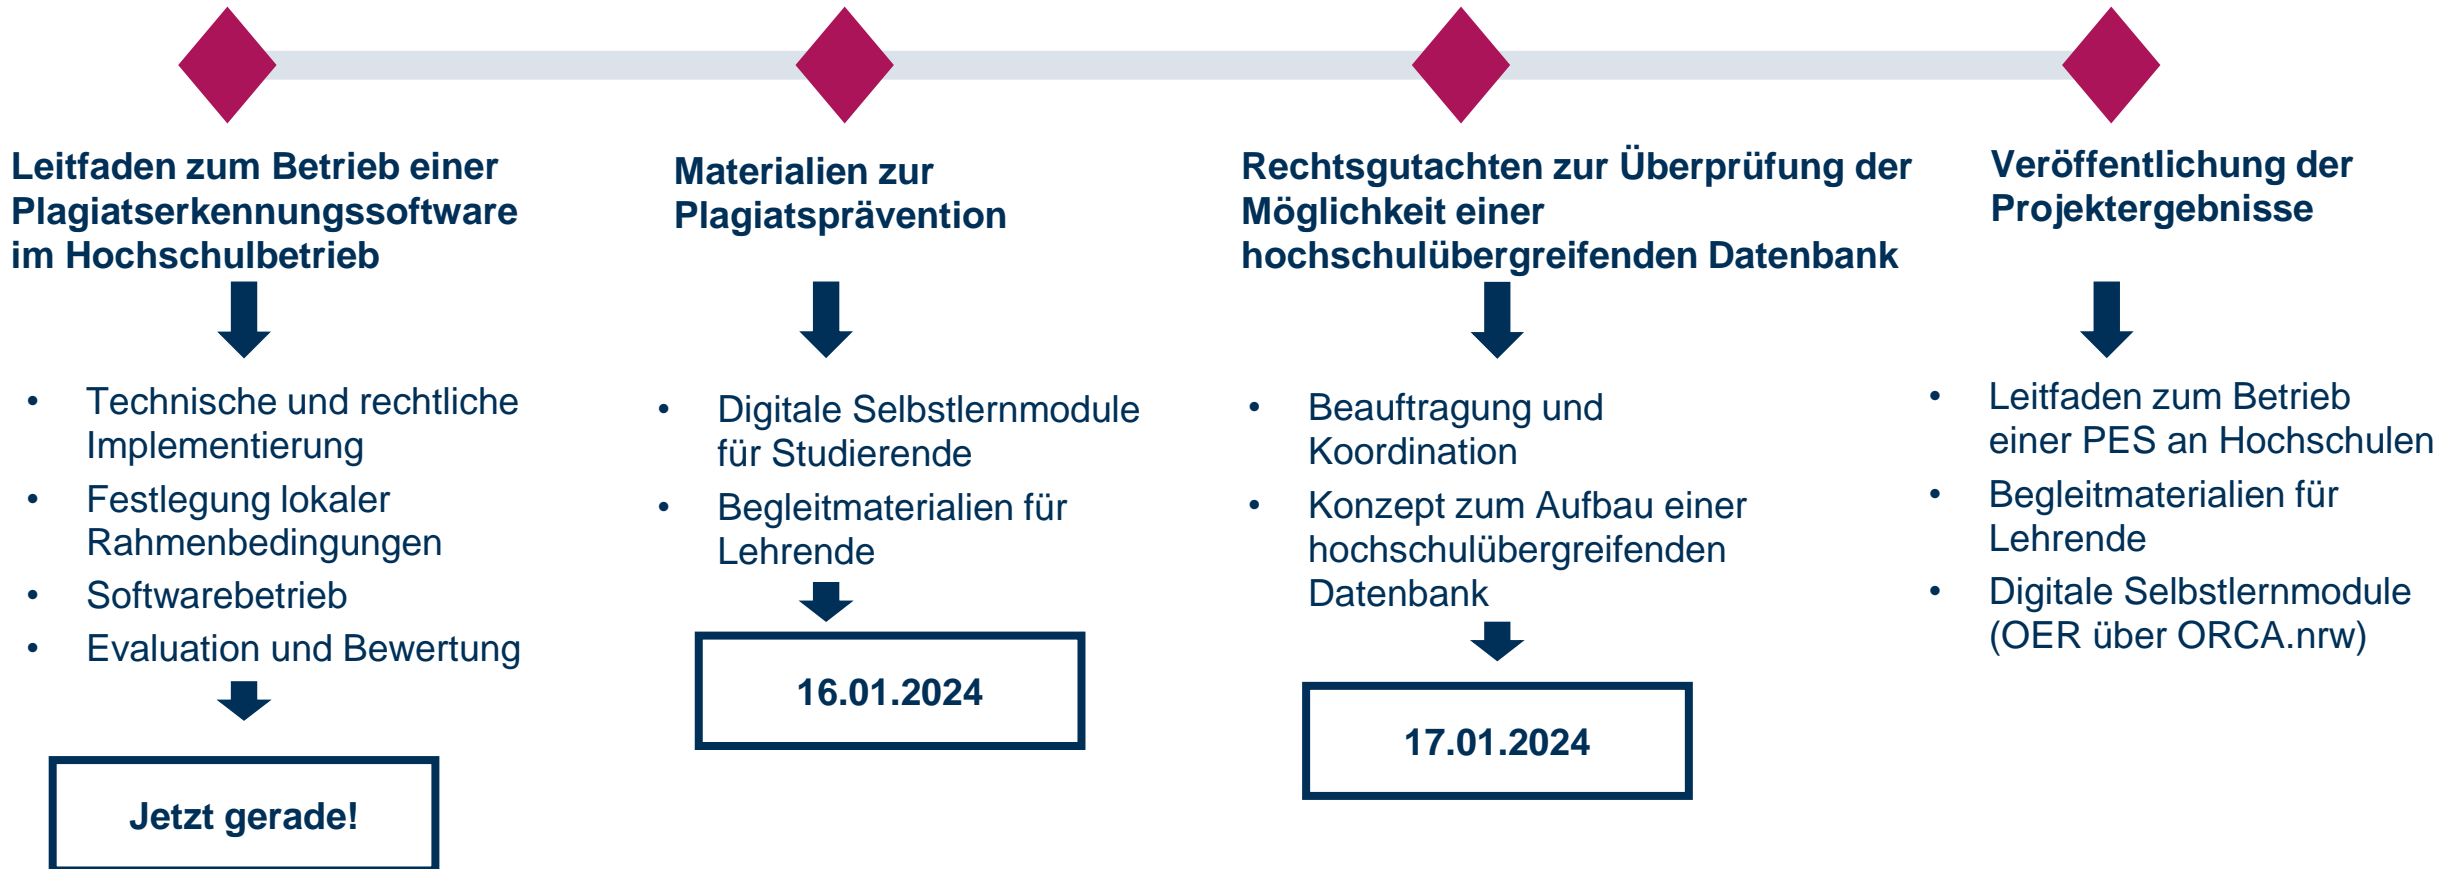 Leitfaden zum Betrieb einer
Plagiatserkennungssoftware
im Hochschulbetrieb
• Technische und rechtliche
Implementierung
• Festlegung lokaler
Rahmenbedingungen
• Softwarebetrieb
• Evaluation und Bewertung
Jetzt gerade!
Materialien zur
Plagiatsprävention
• Digitale Selbstlernmodule
für Studierende
• Begleitmaterialien für
Lehrende
16.01.2024
Rechtsgutachten zur Überprüfung der
Möglichkeit einer
hochschulübergreifenden Datenbank
• Beauftragung und
Koordination
• Konzept zum Aufbau einer
hochschulübergreifenden
Datenbank
17.01.2024
Veröffentlichung der
Projektergebnisse
• Leitfaden zum Betrieb
einer PES an Hochschulen
• Begleitmaterialien für
Lehrende
• Digitale Selbstlernmodule
(OER über ORCA.nrw)